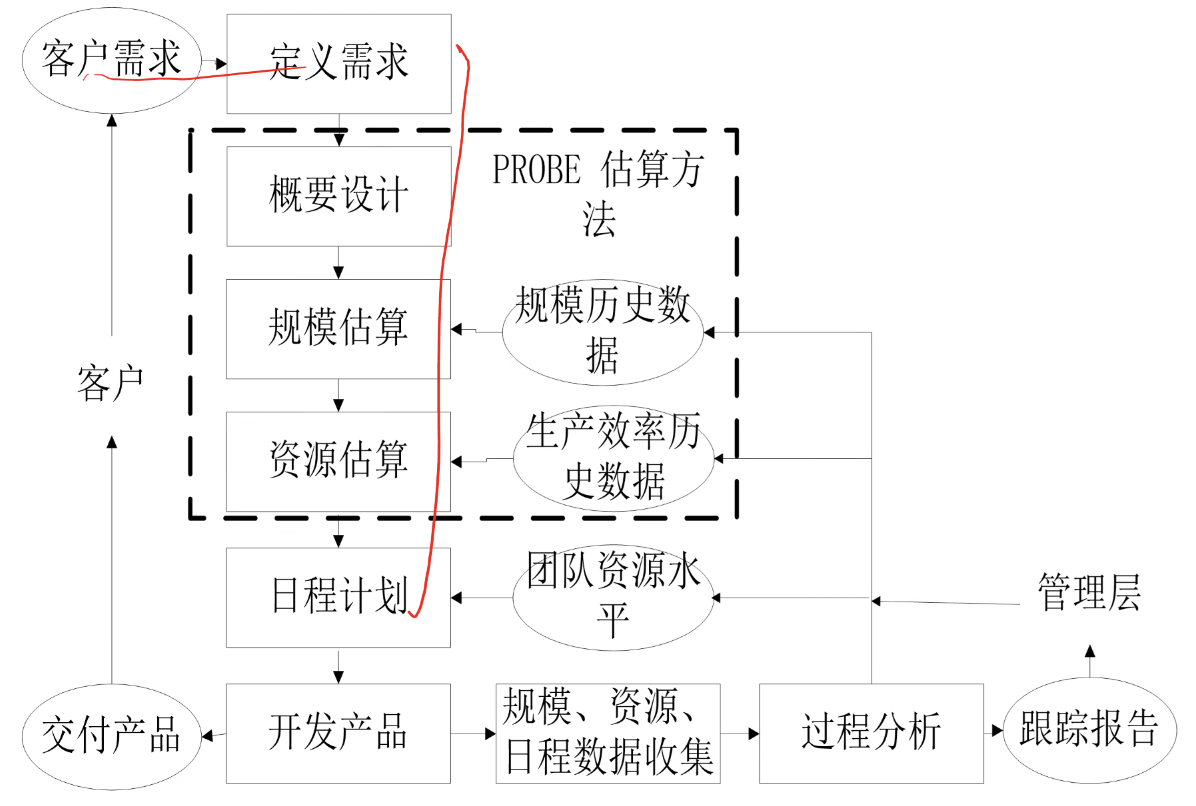 客户需求
定义需求
概要设计
PROBE 估算方
法
规模估算
规模历史数
据
客户
资源估算
生产效率历
史数据
日程计划
团队资源水
平
管理层
交付产品
开发产品
规模、资源、
日程数据收集
过程分析
跟踪报告